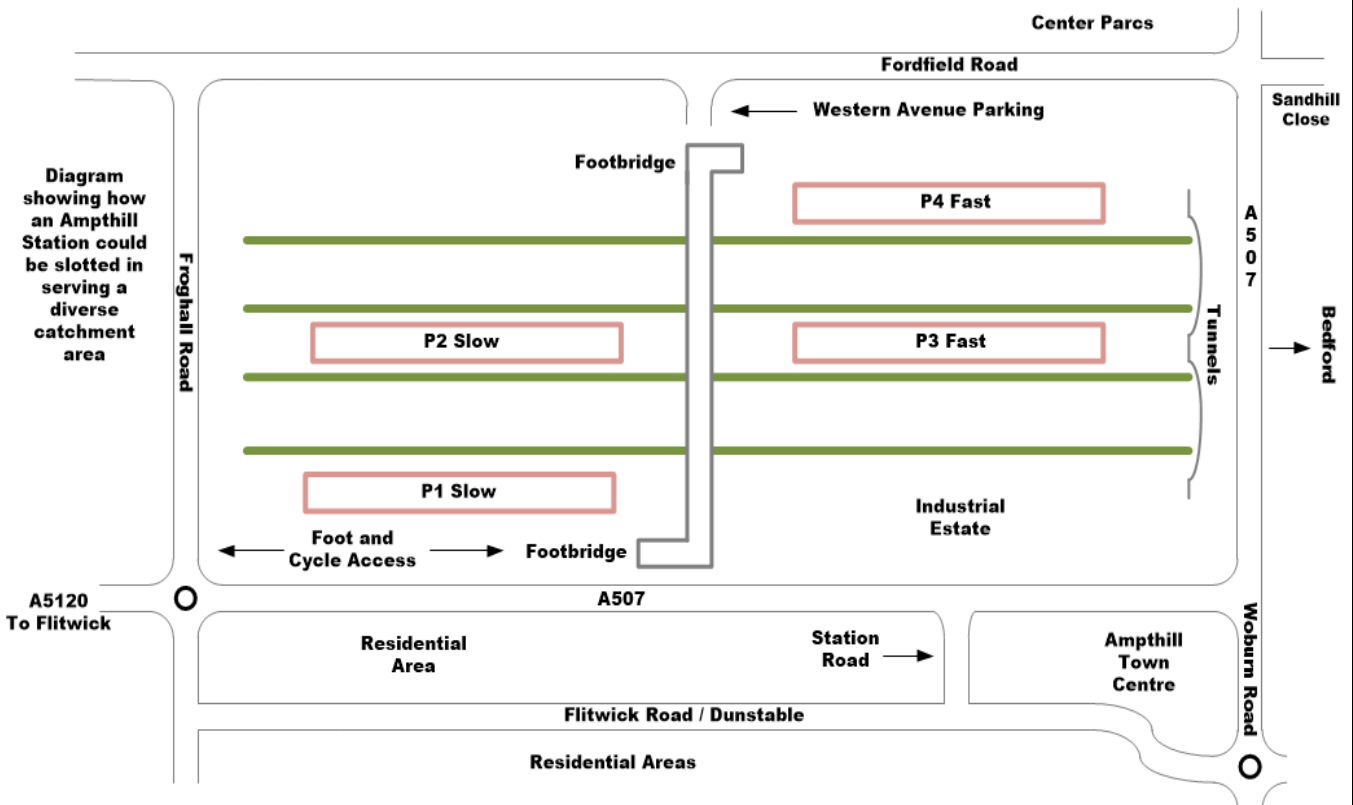 Center Parcs
Fordfield Road
Sandhill
Close
Western Avenue Parking
Footbridge
Diagram
showing how
an Ampthill
Station could
be slotted in
serving a
diverse
catchment
area
Froghall Road
P4 Fast
A507
P2 Slow
P3 Fast
Tunnels
Bedford
P1 Slow
Industrial
Estate
Foot and
Cycle Access
Footbridge
A5120
To Flitwick
A507
Residential
Area
Station
Road
Ampthill
Town
Centre
Woburn Road
Flitwick Road / Dunstable
Residential Areas